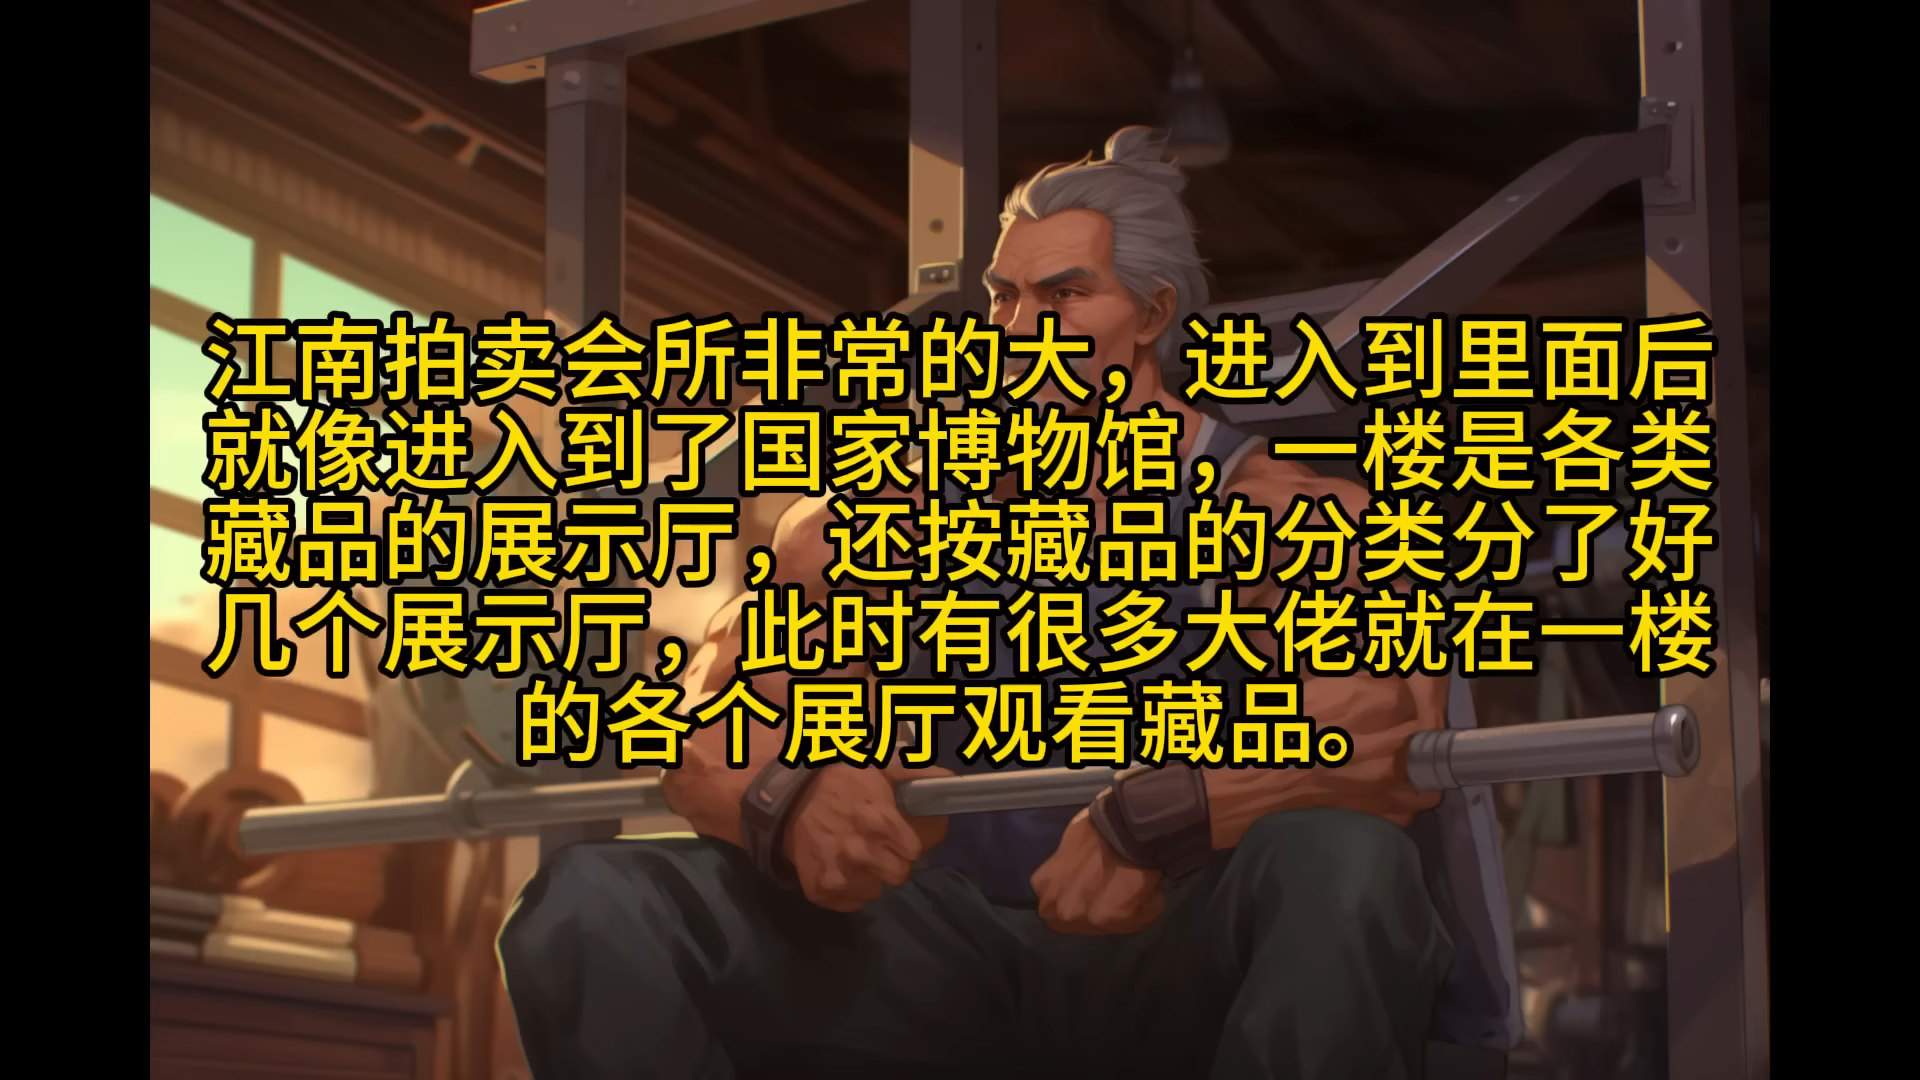 江南拍卖会所非常的大，进入到里面后
就像进入到了国家博物馆，一楼是各类
藏品的展示厅，还按藏品的分类分了好
几个展示厅，此时有很多大佬就在一楼
的各个展厅观看藏品。